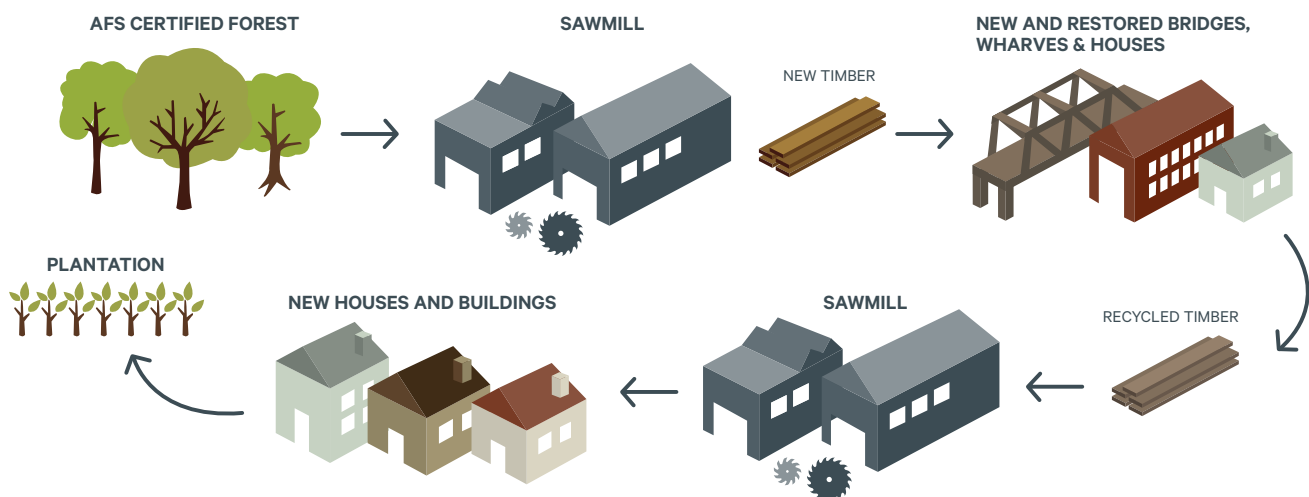 AFS CERTIFIED FOREST
SAWMILL
NEW AND RESTORED BRIDGES,
WHARVES & HOUSES
NEW TIMBER
PLANTATION
NEW HOUSES AND BUILDINGS
SAWMILL
RECYCLED TIMBER